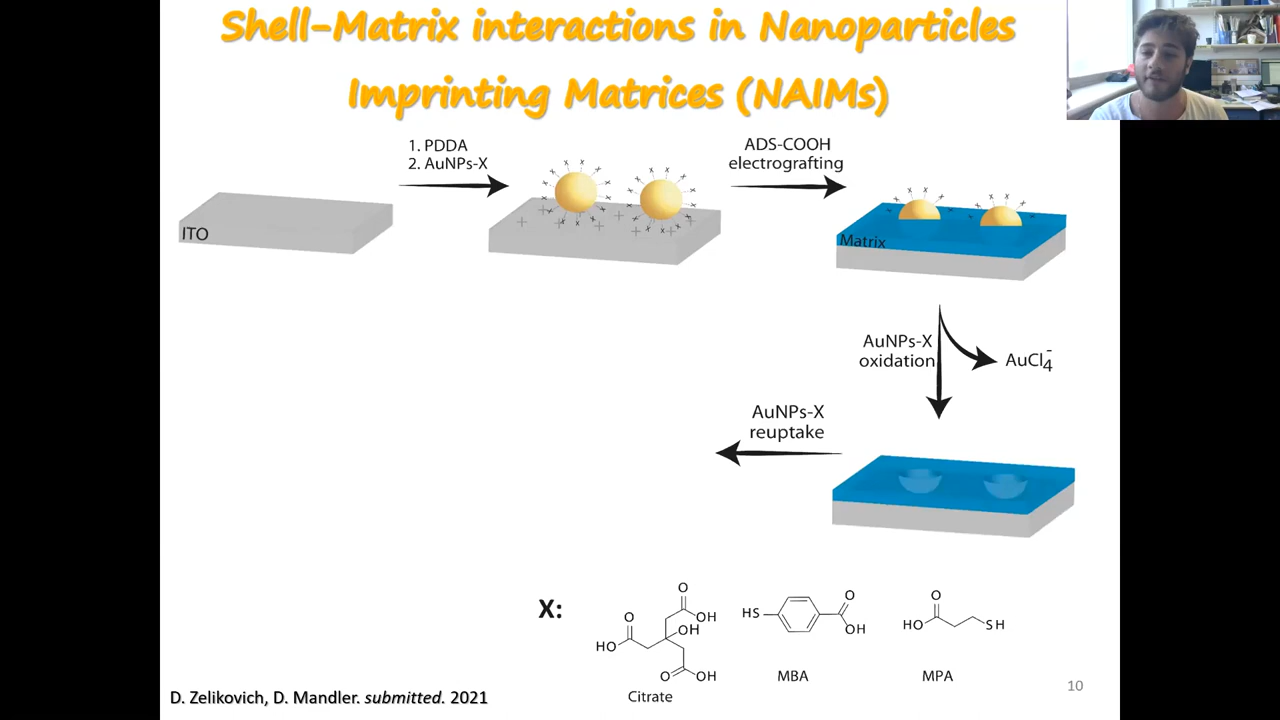 Shell-Matrix interactions in Nanoparticles
Imprinting Matrices (NAIMs)
1. PDDA
2. AuNPs-X
ADS-COOH
electrografting
ITO
Matrix
AuNPs-X
oxidation
AuCl4-
AuNPs-X
reuptake
X:
O
OH
O
OH
HO
O
OH
Citrate
HS
O
OH
MBA
O
HO
SH
MPA
D. Zelikovich, D. Mandler. submitted. 2021
10